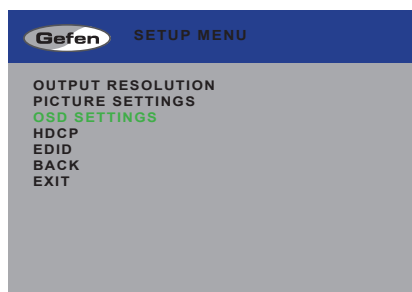 Gefen
SETUP MENU
OUTPUT RESOLUTION
PICTURE SETTINGS
OSD SETTINGS
HDCP
EDID
BACK
EXIT